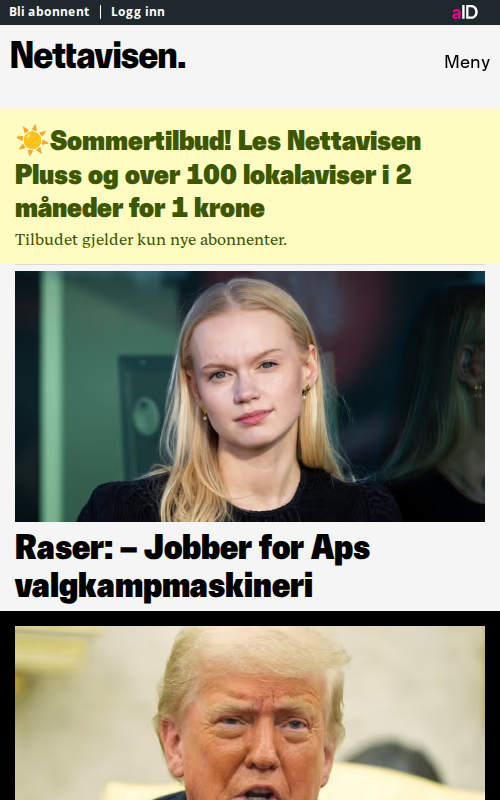 Bli abonnent | Logg inn aID
Nettavisen.
Meny
☀️Sommertilbud! Les Nettavisen
Pluss og over 100 lokalaviser i 2
måneder for 1 krone
Tilbudet gjelder kun nye abonnenter.
Raser: – Jobber for Aps
valgkampmaskineri